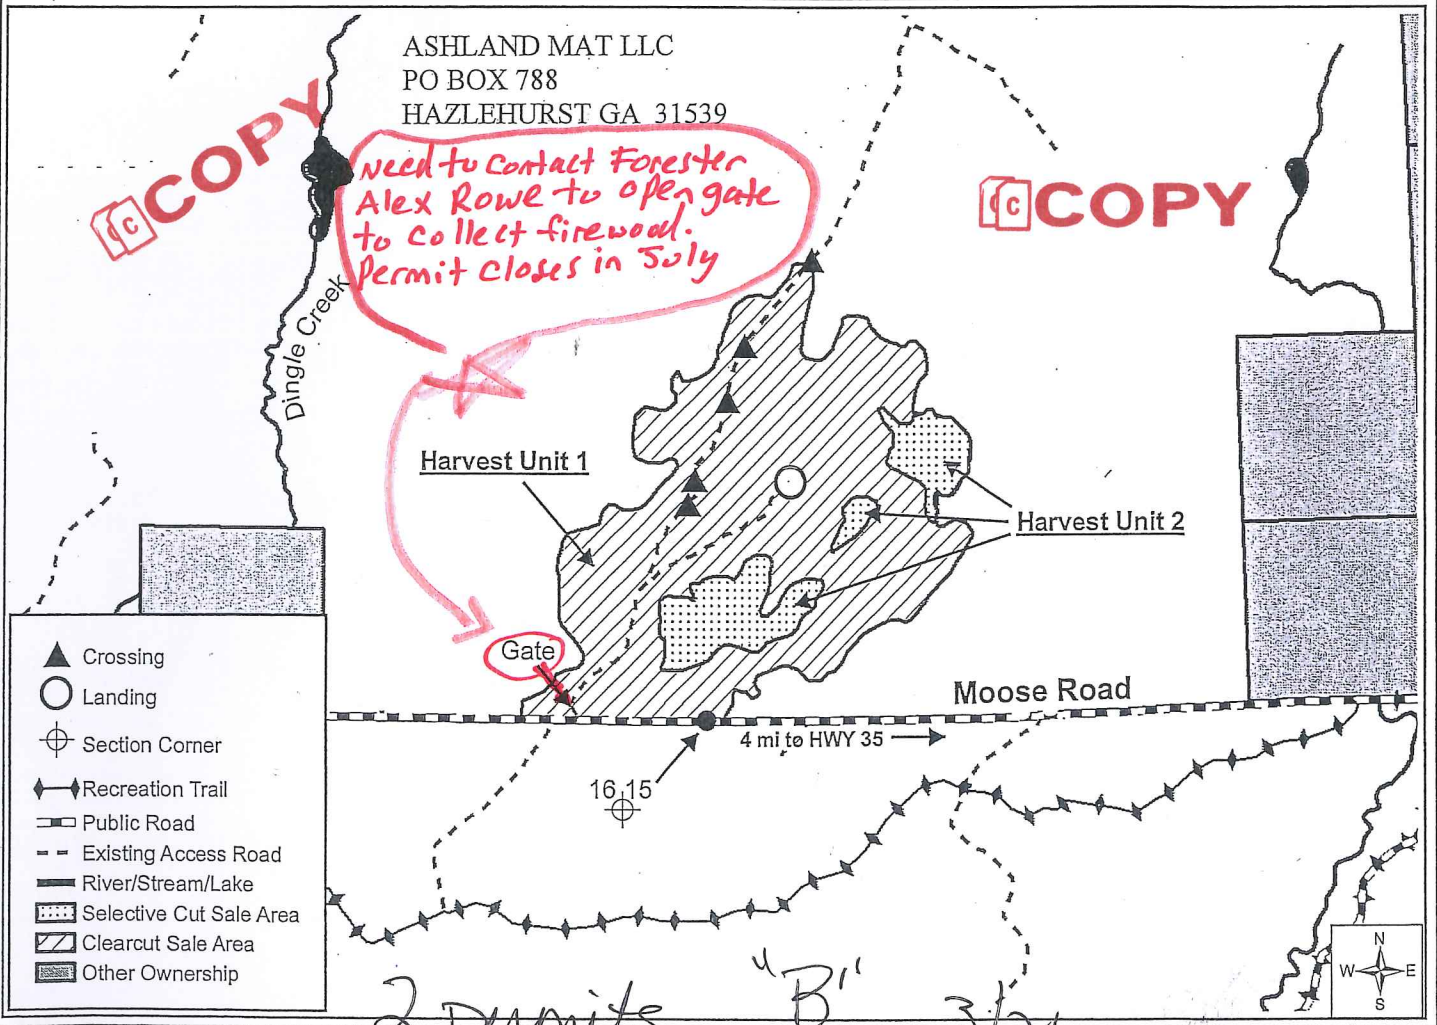 ASHLAND MAT LLC
PO BOX 788
HAZLEHURST GA 31539
COPY
COPY
Need to contact Forester
Alex Rowe to open gate
to collect firewood.
Permit closes in July
Dingle Creek
Harvest Unit 1
Harvest Unit 2
Gate
Moose Road
4 mi to HWY 35
16 15
Crossing
Landing
Section Corner
Recreation Trail
Public Road
Existing Access Road
River/Stream/Lake
Selective Cut Sale Area
Clearcut Sale Area
Other Ownership
N
W E
S
2 permits "B"